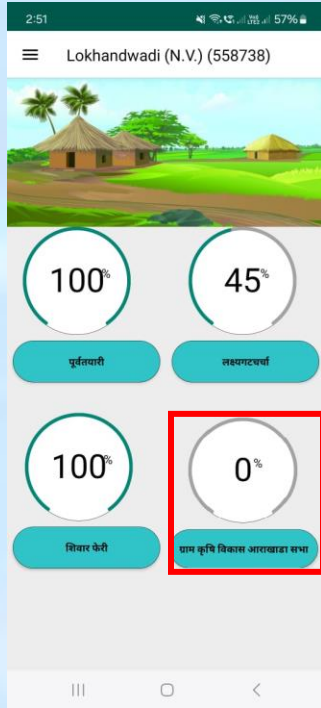 2:51 57%
Lokhandwadi (N.V.) (558738)
100% 45%
पूर्वतयारी लक्ष्यगटचर्चा
100% 0%
शिवार फेरी ग्राम कृषि विकास आराखाडा सभा